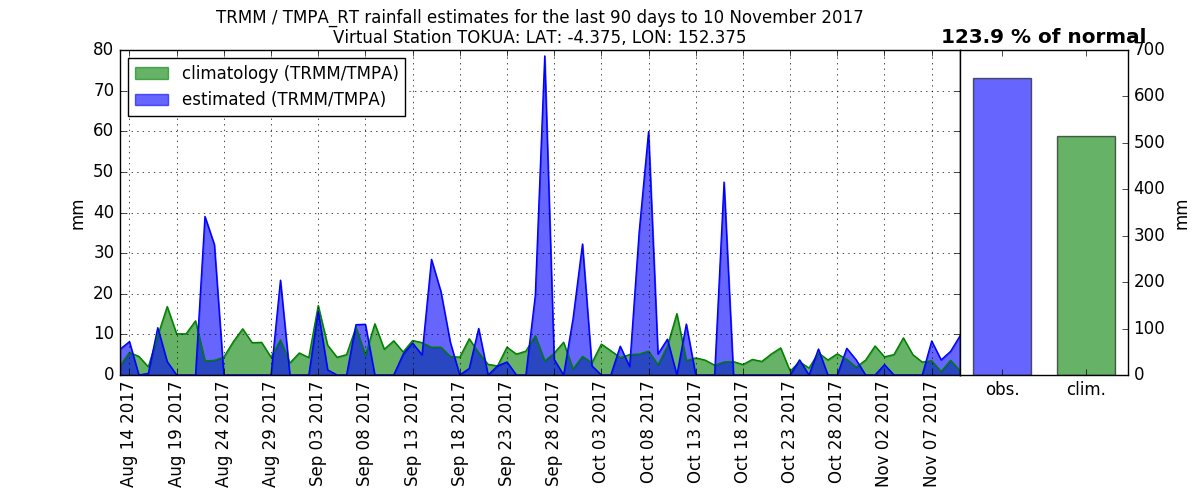 TRMM / TMPA_RT rainfall estimates for the last 90 days to 10 November 2017
Virtual Station TOKUA: LAT: -4.375, LON: 152.375
123.9 % of normal
climatology (TRMM/TMPA)
estimated (TRMM/TMPA)
mm
80
70
60
50
40
30
20
10
0
Aug 14 2017
Aug 19 2017
Aug 24 2017
Aug 29 2017
Sep 03 2017
Sep 08 2017
Sep 13 2017
Sep 18 2017
Sep 23 2017
Sep 28 2017
Oct 03 2017
Oct 08 2017
Oct 13 2017
Oct 18 2017
Oct 23 2017
Oct 28 2017
Nov 02 2017
Nov 07 2017
obs.
clim.
700
600
500
400
300
200
100
0
mm